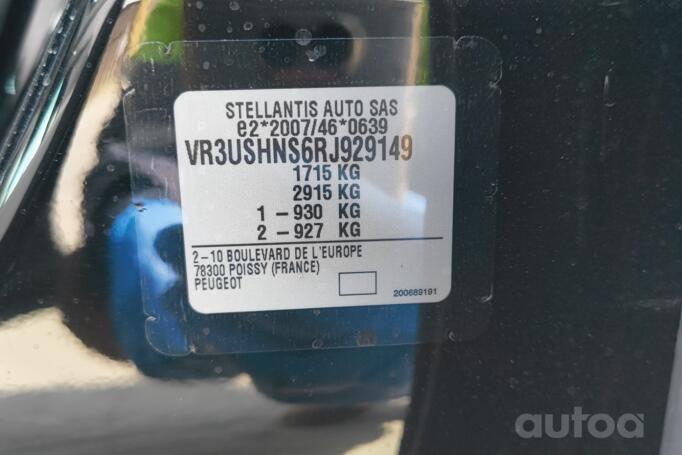 STELLANTIS AUTO SAS
e2*2007/46*0639
VR3USHNS6RJ929149
1715 KG
2915 KG
1 - 930 KG
2 - 927 KG
2-10 BOULEVARD DE L'EUROPE
78300 POISSY (FRANCE)
PEUGEOT
200689191
autoa